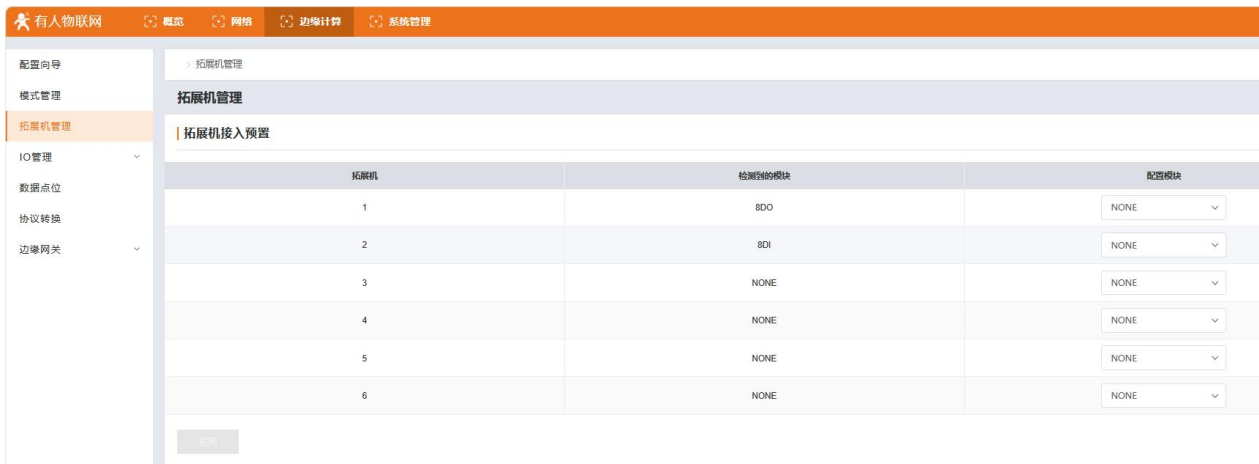 有人物联网 概览 网络 边缘计算 系统管理
配置向导
模式管理
拓展机管理
IO管理
数据点位
协议转换
边缘网关
> 拓展机管理
拓展机管理
拓展机接入预置
拓展机 检测到的模块 配置模块
1 8DO NONE
2 8DI NONE
3 NONE NONE
4 NONE NONE
5 NONE NONE
6 NONE NONE